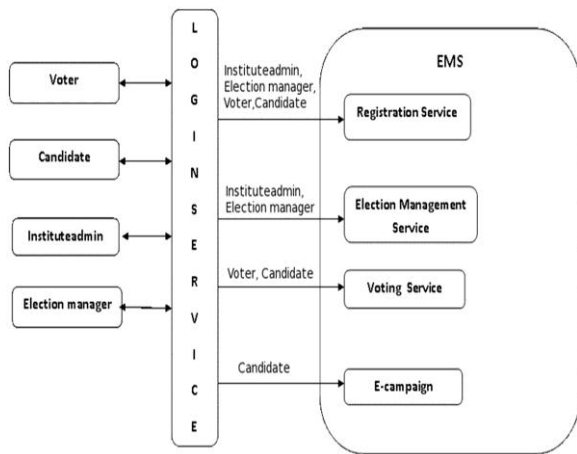 Voter
Candidate
Instituteadmin
Election manager
L
O
G
I
N
S
E
R
V
I
C
E
Instituteadmin,
Election manager,
Voter,Candidate
Instituteadmin,
Election manager
Voter, Candidate
Candidate
EMS
Registration Service
Election Management
Service
Voting Service
E-campaign